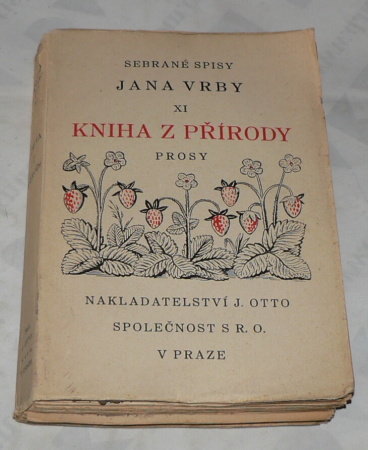 SEBRANÉ SPISY
JANA VRBY
XI
KNIHA Z PŘÍRODY
PROSY
NAKLADATELSTVÍ J. OTTO
SPOLEČNOST S R. O.
V PRAZE